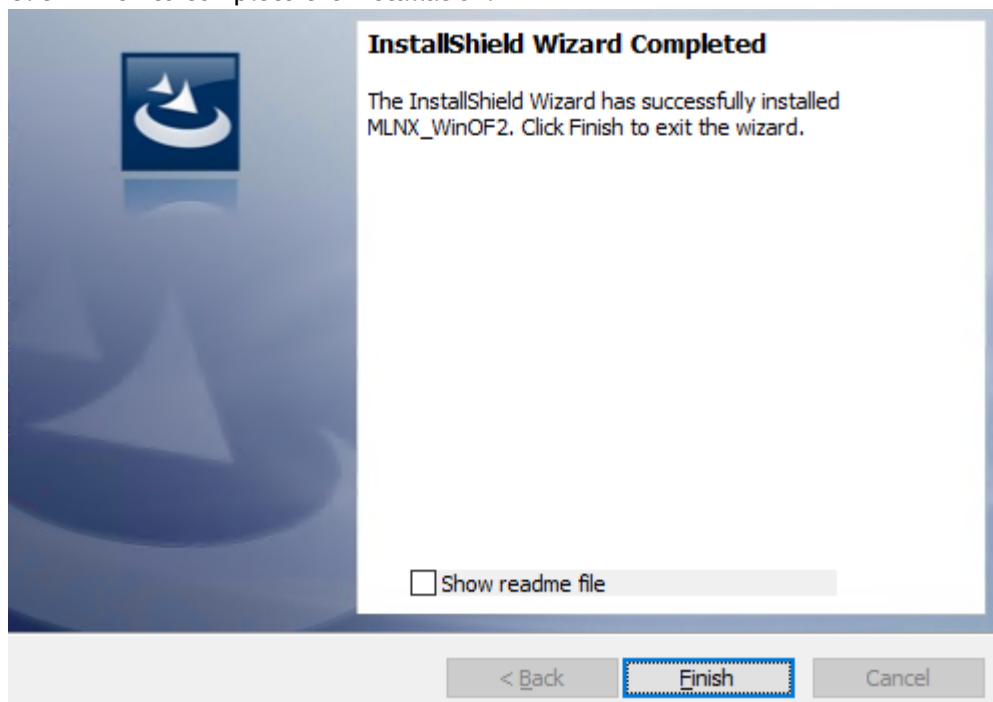 InstallShield Wizard Completed
The InstallShield Wizard has successfully installed
MLNX_WinOF2. Click Finish to exit the wizard.
Show readme file
< Back
Finish
Cancel